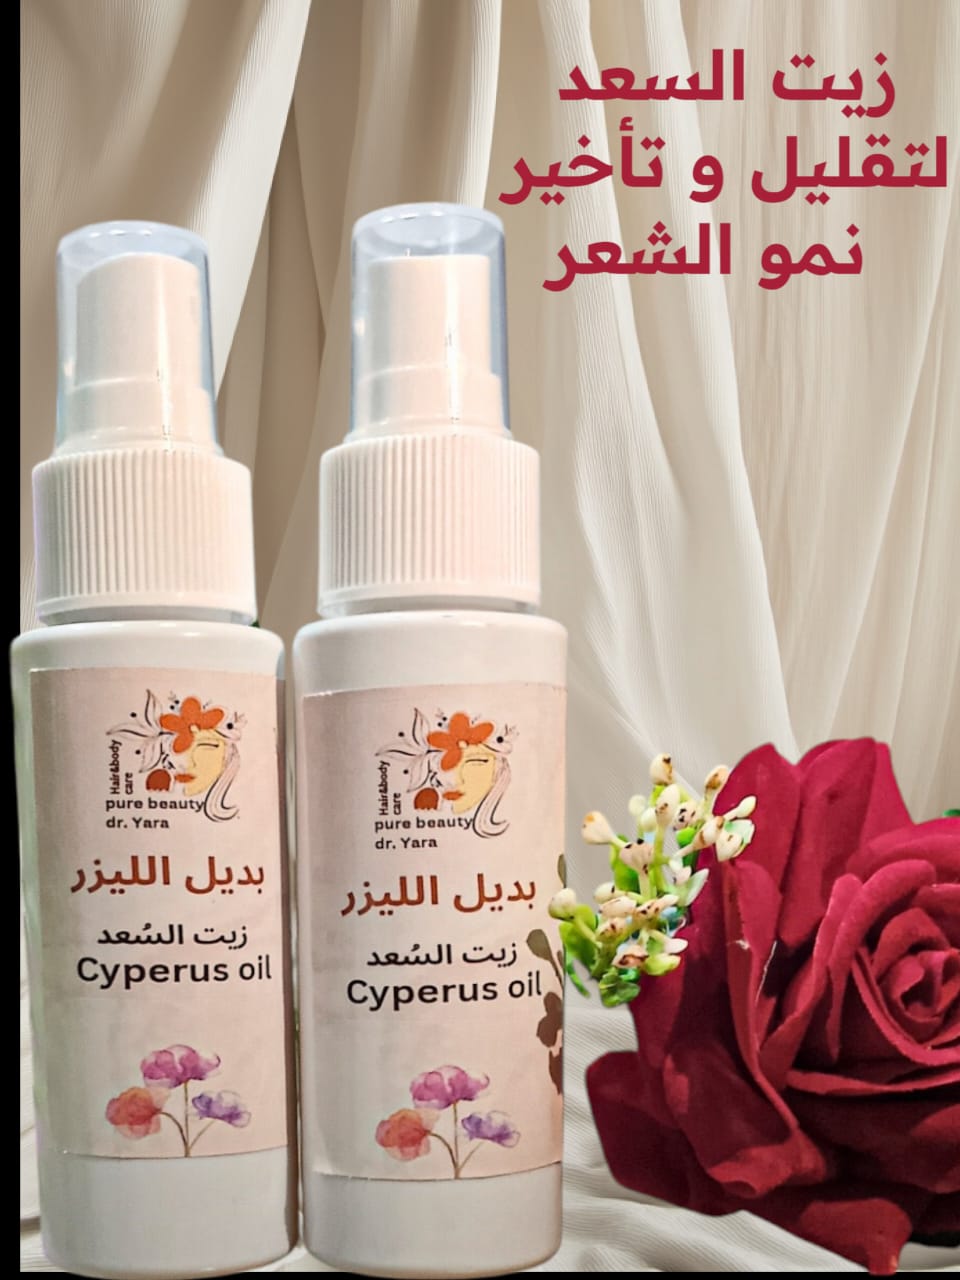 زيت السعد
لتقليل و تأخير
نمو الشعر
Hair&body
care
pure beauty
dr. Yara
بديل الليزر
زيت السُعد
Cyperus oil
Hair&body
care
pure beauty
dr. Yara
بديل الليزر
زيت السُعد
Cyperus oil